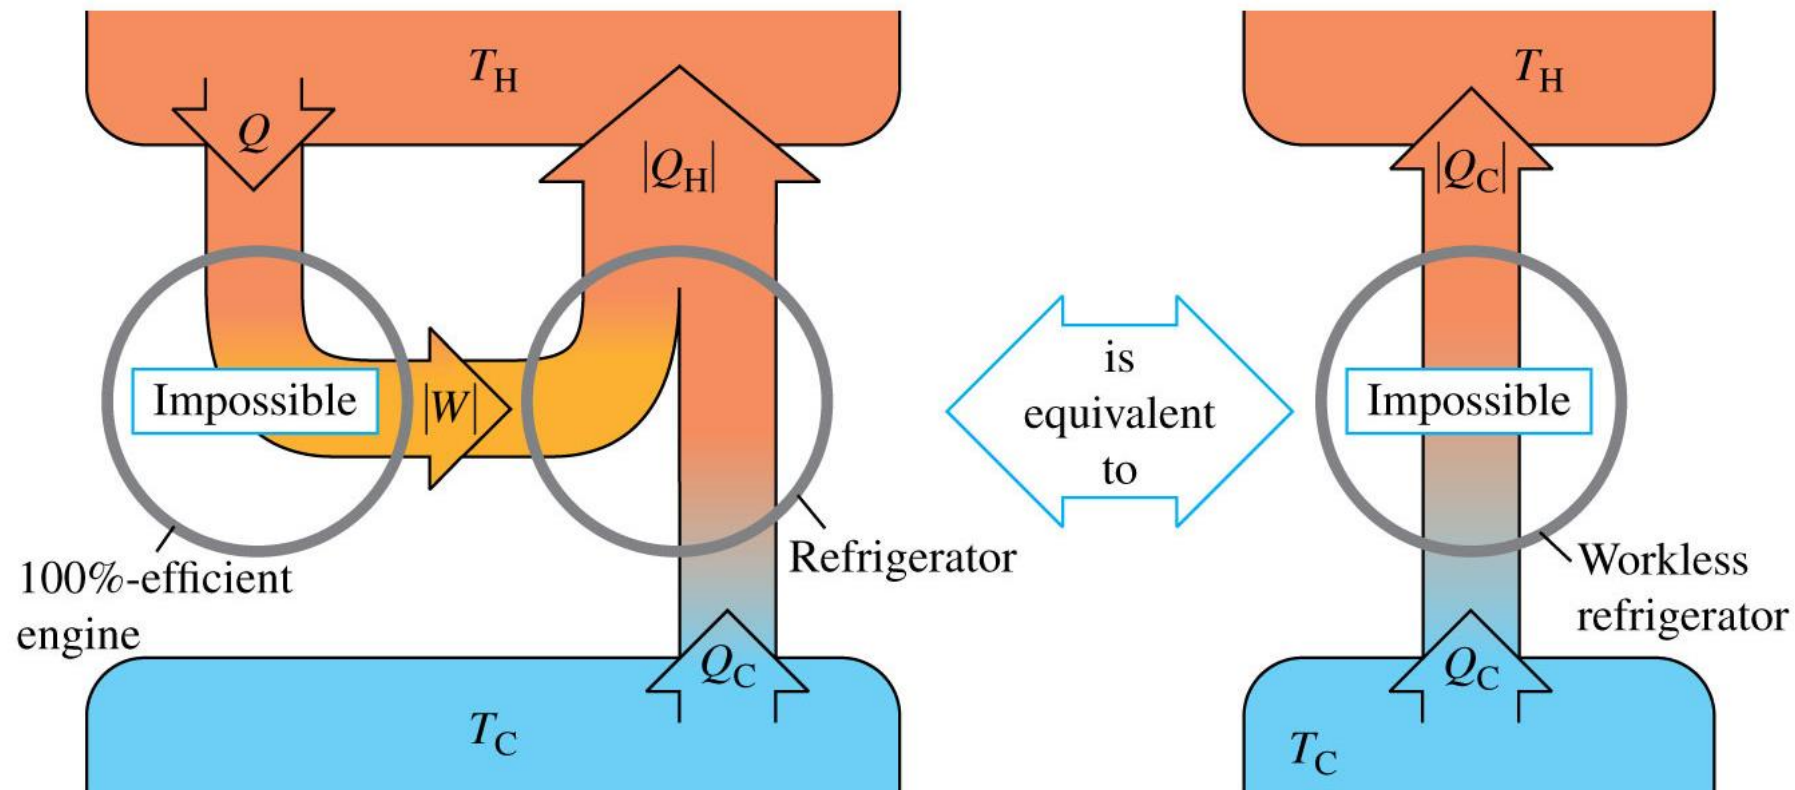 T_H
Q
|Q_H|
Impossible
|W|
100%-efficient
engine
Refrigerator
Q_C
T_C
is
equivalent
to
T_H
|Q_C|
Impossible
Workless
refrigerator
Q_C
T_C